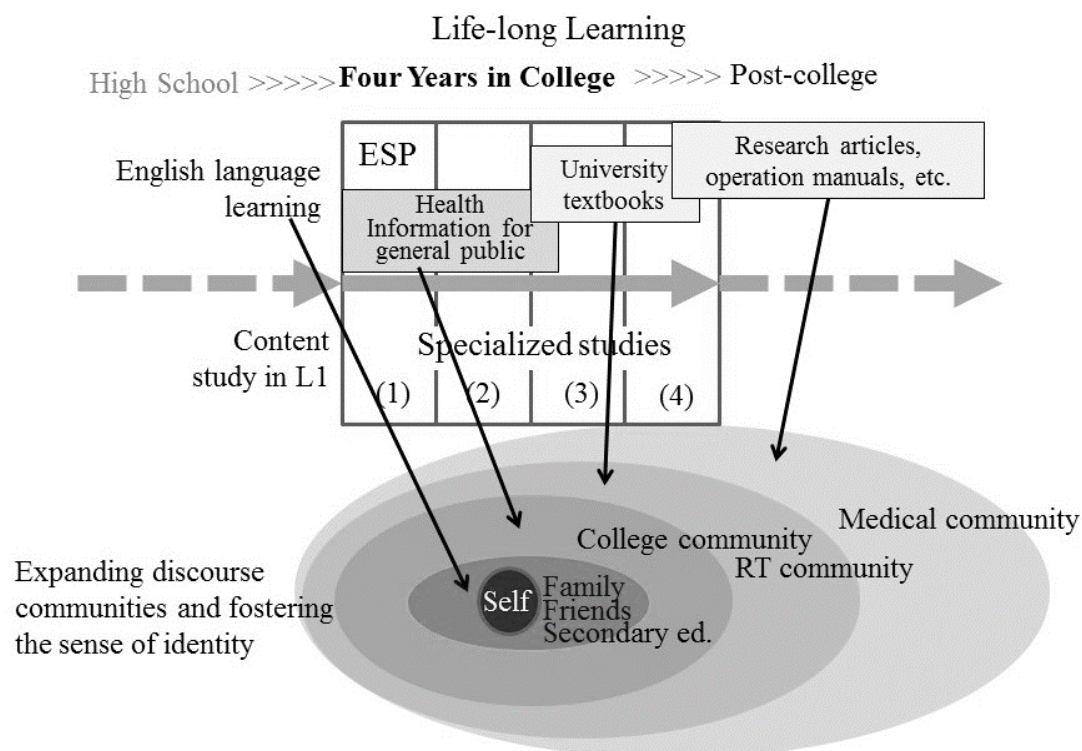 Life-long Learning
High School >>>>> Four Years in College >>>>> Post-college
ESP
English language
learning
Health
Information for
general public
University
textbooks
Research articles,
operation manuals, etc.
Content
study in L1
Specialized studies
(1) (2) (3) (4)
Medical community
College community
RT community
Expanding discourse
communities and fostering
the sense of identity
Self
Family
Friends
Secondary ed.